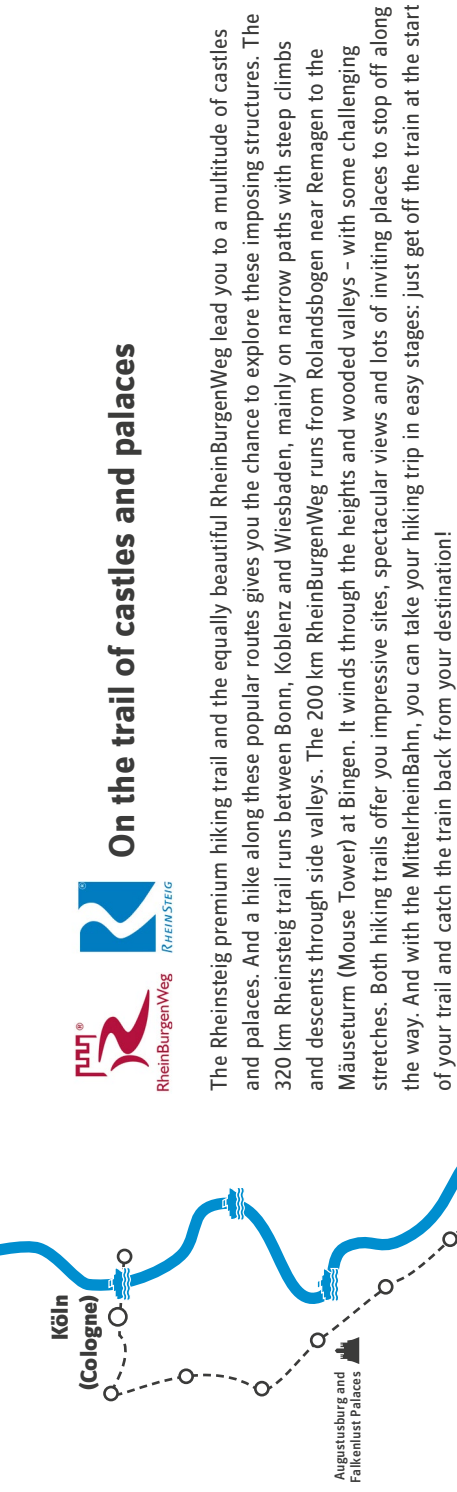 RheinBurgenWeg
RHEINSTEIG
On the trail of castles and palaces
The Rheinsteig premium hiking trail and the equally beautiful RheinBurgenWeg lead you to a multitude of castles
and palaces. And a hike along these popular routes gives you the chance to explore these imposing structures. The
320 km Rheinsteig trail runs between Bonn, Koblenz and Wiesbaden, mainly on narrow paths with steep climbs
and descents through side valleys. The 200 km RheinBurgenWeg runs from Rolandsbogen near Remagen to the
Mäuseturm (Mouse Tower) at Bingen. It winds through the heights and wooded valleys – with some challenging
stretches. Both hiking trails offer you impressive sites, spectacular views and lots of inviting places to stop off along
the way. And with the MittelrheinBahn, you can take your hiking trip in easy stages: just get off the train at the start
of your trail and catch the train back from your destination!
Köln
(Cologne)
Augustusburg and
Falkenlust Palaces